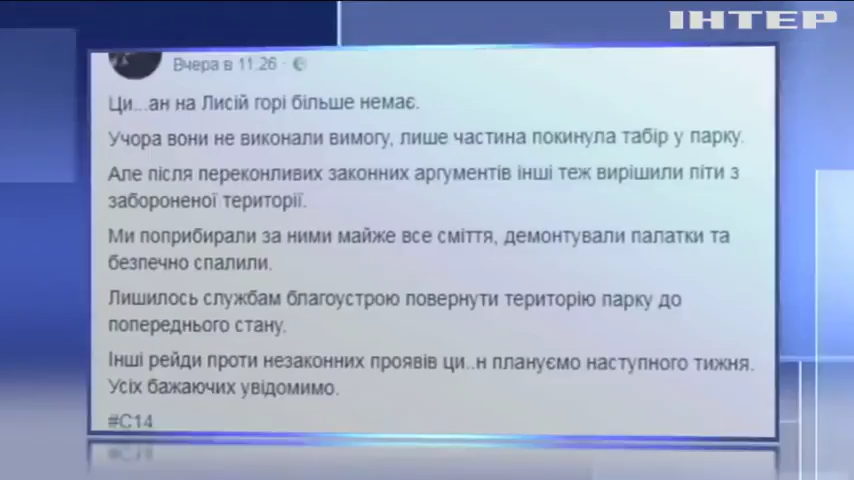 ІНТЕР
Вчера в 11:26 ·
Ци...ан на Лисій горі більше немає.
Учора вони не виконали вимогу, лише частина покинула табір у парку.
Але після переконливих законних аргументів інші теж вирішили піти з
забороненої території.
Ми поприбирали за ними майже все сміття, демонтували палатки та
безпечно спалили.
Лишилось службам благоустрою повернути територію парку до
попереднього стану.
Інші рейди проти незаконних проявів ци..н плануємо наступного тижня.
Усіх бажаючих увідомимо.
#C14